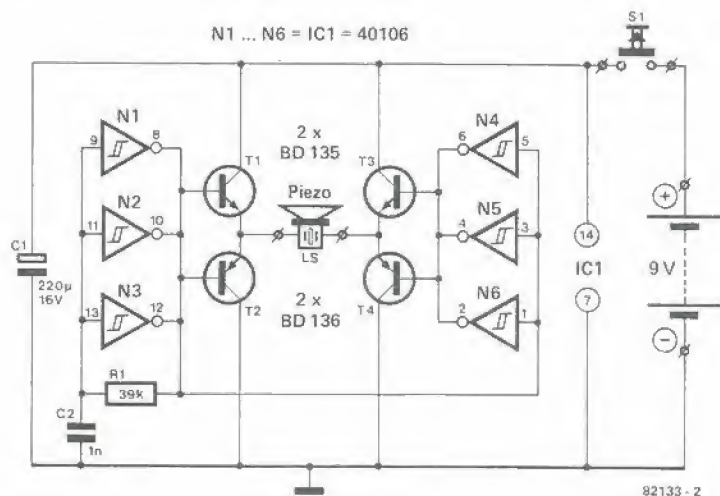 N1 ... N6 = IC1 = 40106
S1
N1
9
8
N2
11
10
N3
13
12
R1
39k
C1
220µ
16V
C2
1n
T1
T2
2 x
BD 135
Piezo
LS
2 x
BD 136
T3
T4
N4
6
5
N5
4
3
N6
2
1
14
IC1
7
+
9 V
−
82133 - 2